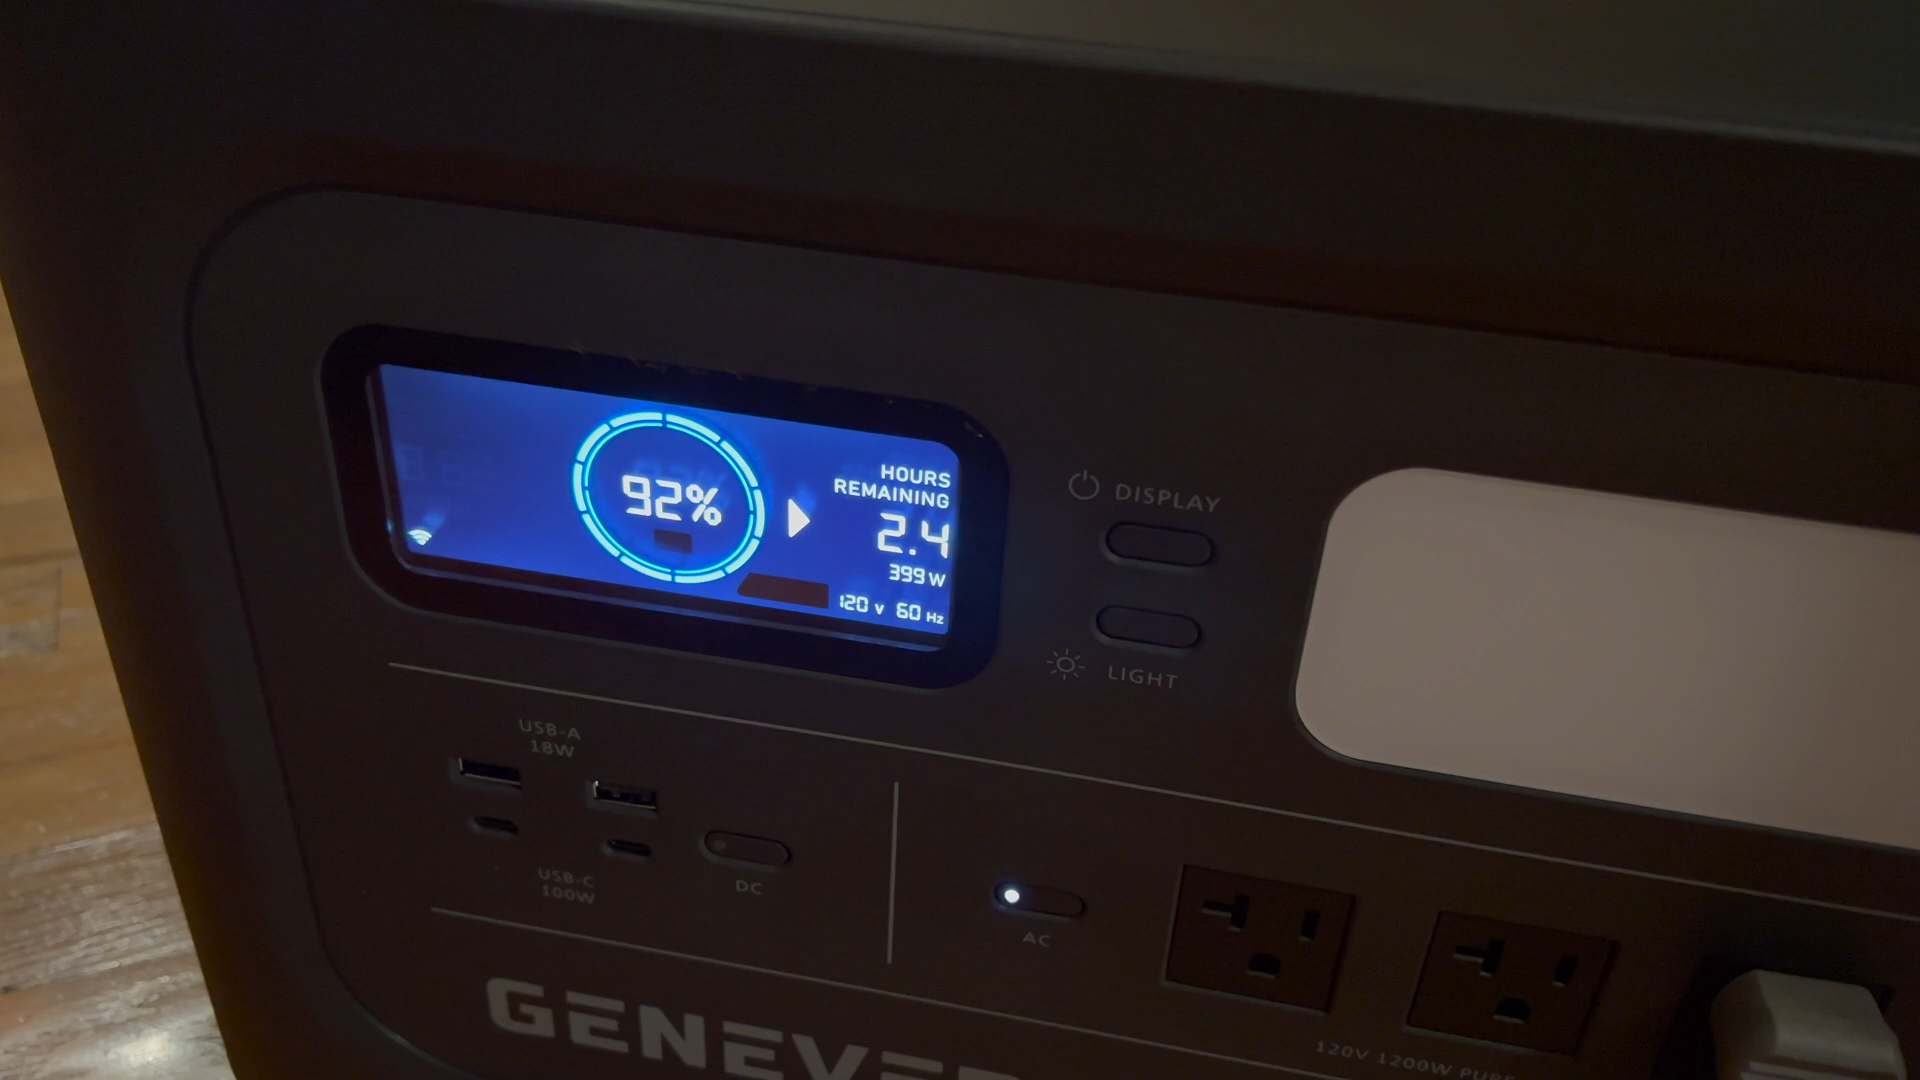 92%
HOURS
REMAINING
2.4
399 W
120 V 60 Hz
DISPLAY
LIGHT
USB-A
18W
USB-C
100W
DC
AC
120V 1200W PURE